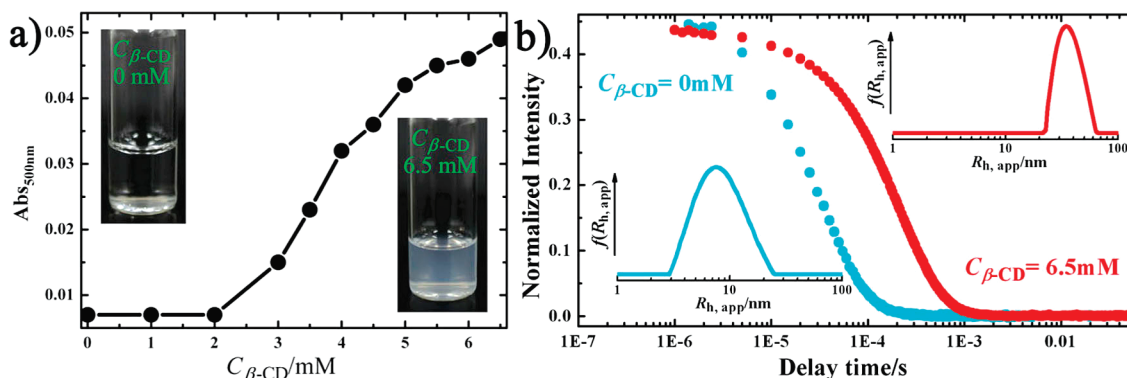 a)
0.05
0.04
0.03
0.02
0.01
Abs500nm
Cβ-CD
0 mM
Cβ-CD
6.5 mM
0 1 2 3 4 5 6
Cβ-CD/mM
b)
0.4
0.3
0.2
0.1
0.0
Normalized Intensity
Cβ-CD= 0mM
f(Rh, app)
1 10 100
Rh, app/nm
f(Rh, app)
1 10 100
Rh, app/nm
Cβ-CD= 6.5mM
1E-7 1E-6 1E-5 1E-4 1E-3 0.01
Delay time/s